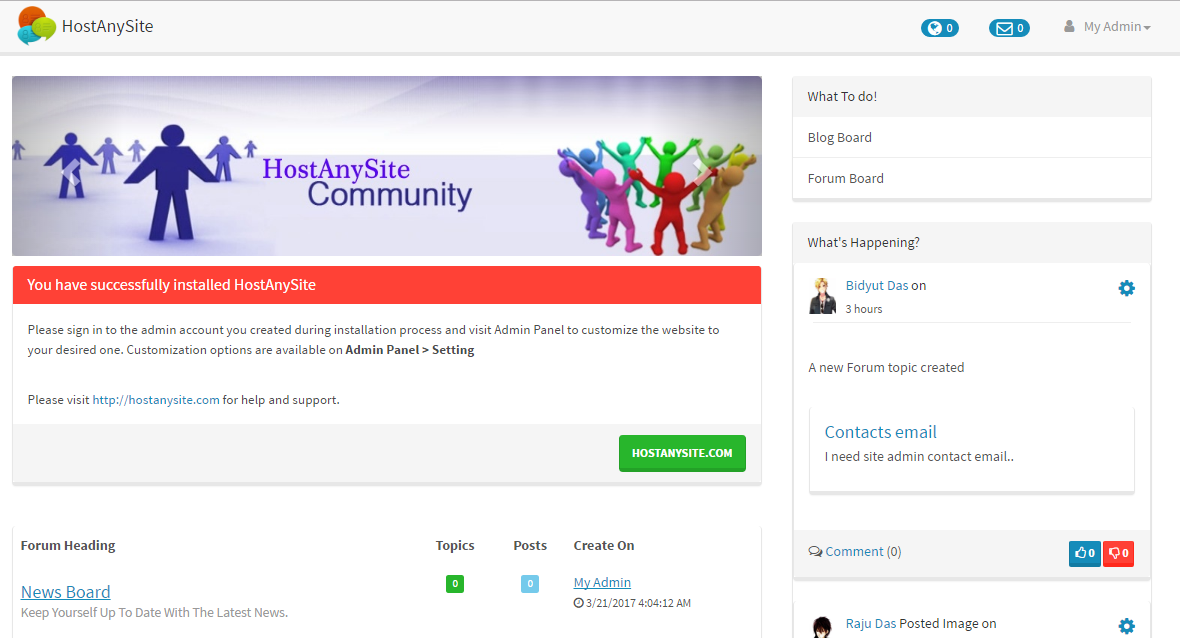 HostAnySite
0
0
My Admin
HostAnySite
Community
You have successfully installed HostAnySite
Please sign in to the admin account you created during installation process and visit Admin Panel to customize the website to
your desired one. Customization options are available on Admin Panel > Setting
Please visit http://hostanysite.com for help and support.
HOSTANYSITE.COM
Forum Heading
Topics
Posts
Create On
News Board
0
0
My Admin
Keep Yourself Up To Date With The Latest News.
3/21/2017 4:04:12 AM
What To do!
Blog Board
Forum Board
What's Happening?
Bidyut Das on
3 hours
A new Forum topic created
Contacts email
I need site admin contact email..
Comment (0)
0
0
Raju Das Posted Image on